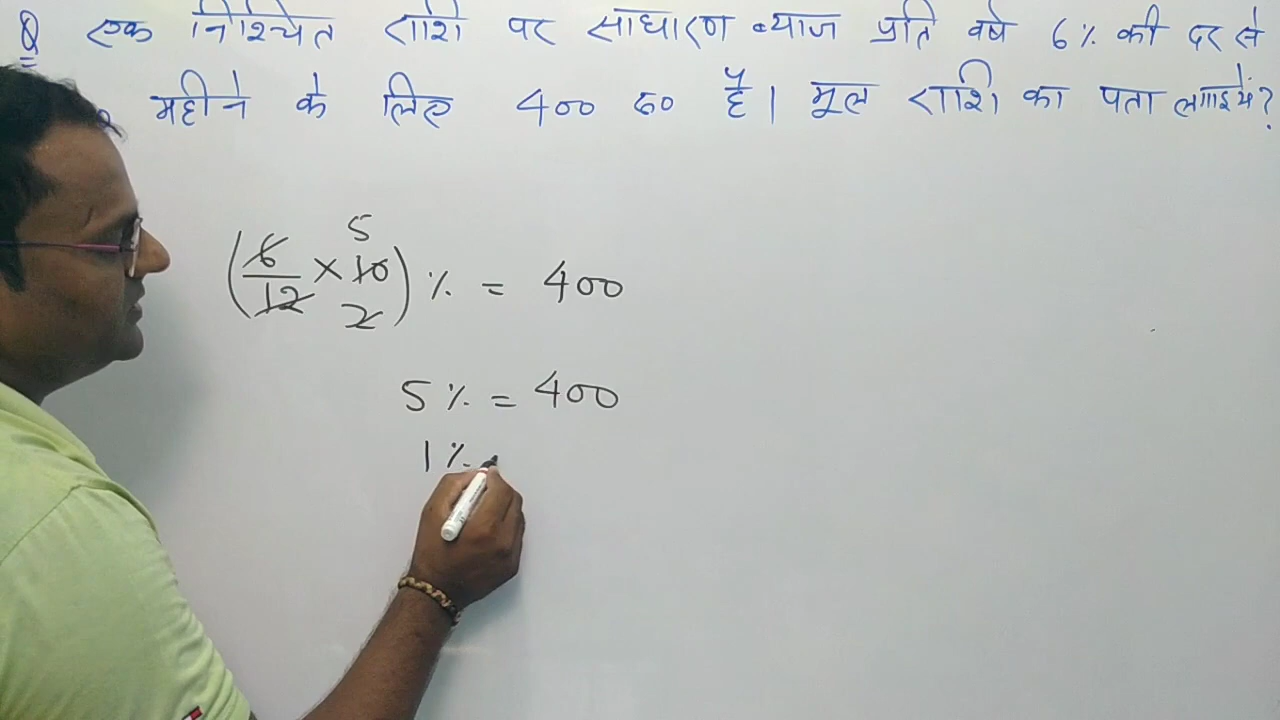 Q एक निश्चित राशि पर साधारण ब्याज प्रति वर्ष 6% की दर से
महीने के लिए 400 रु0 है। मूल राशि का पता लगाइये?
5
(6/12 × 10/2) % = 400
5% = 400
1%